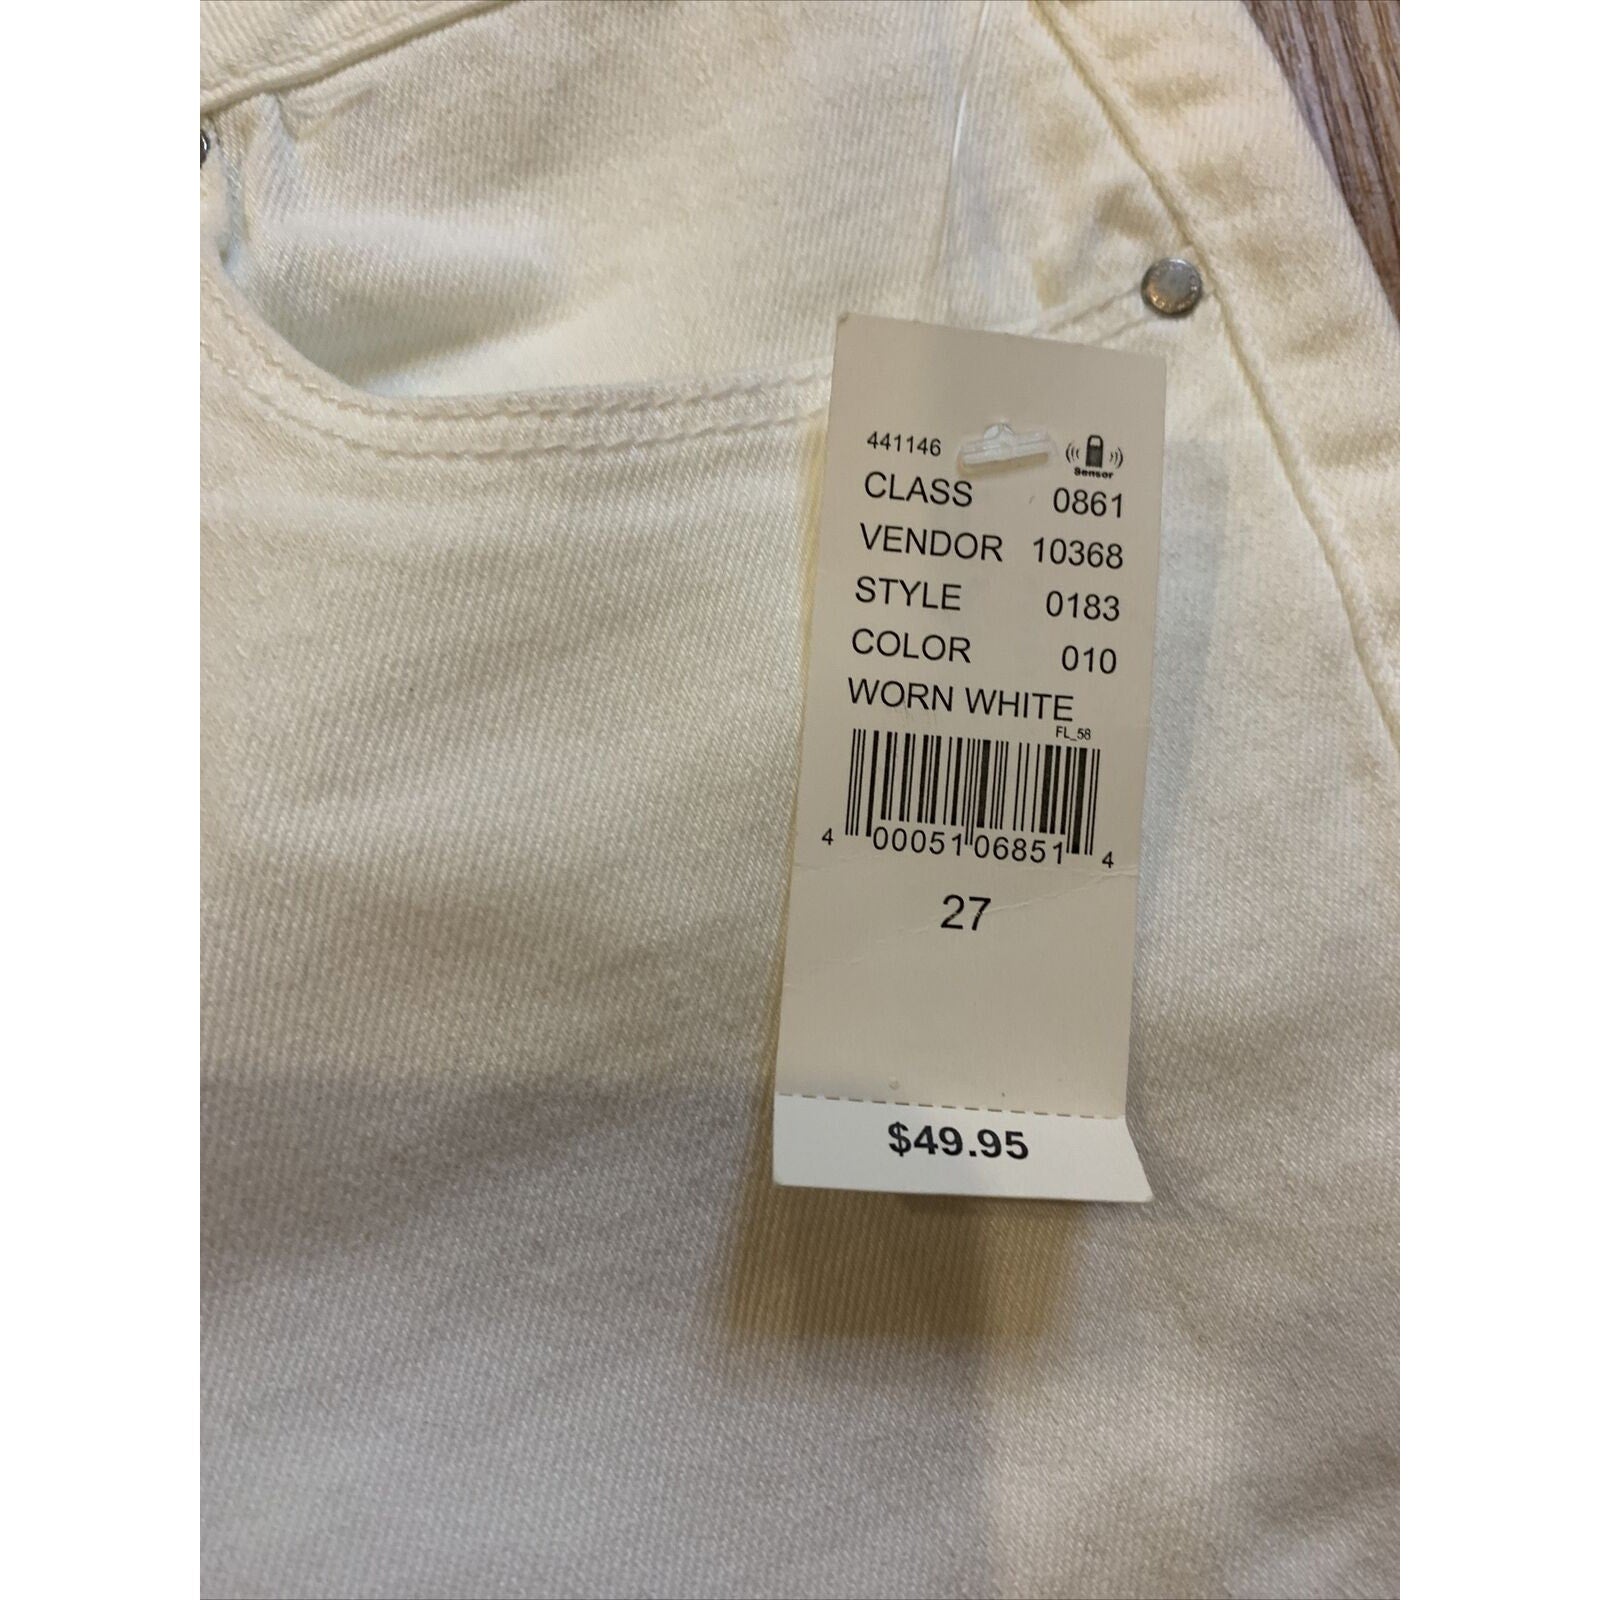 441146
Sensor
CLASS 0861
VENDOR 10368
STYLE 0183
COLOR 010
WORN WHITE
FL_58
4 00051 06851 4
27
$49.95